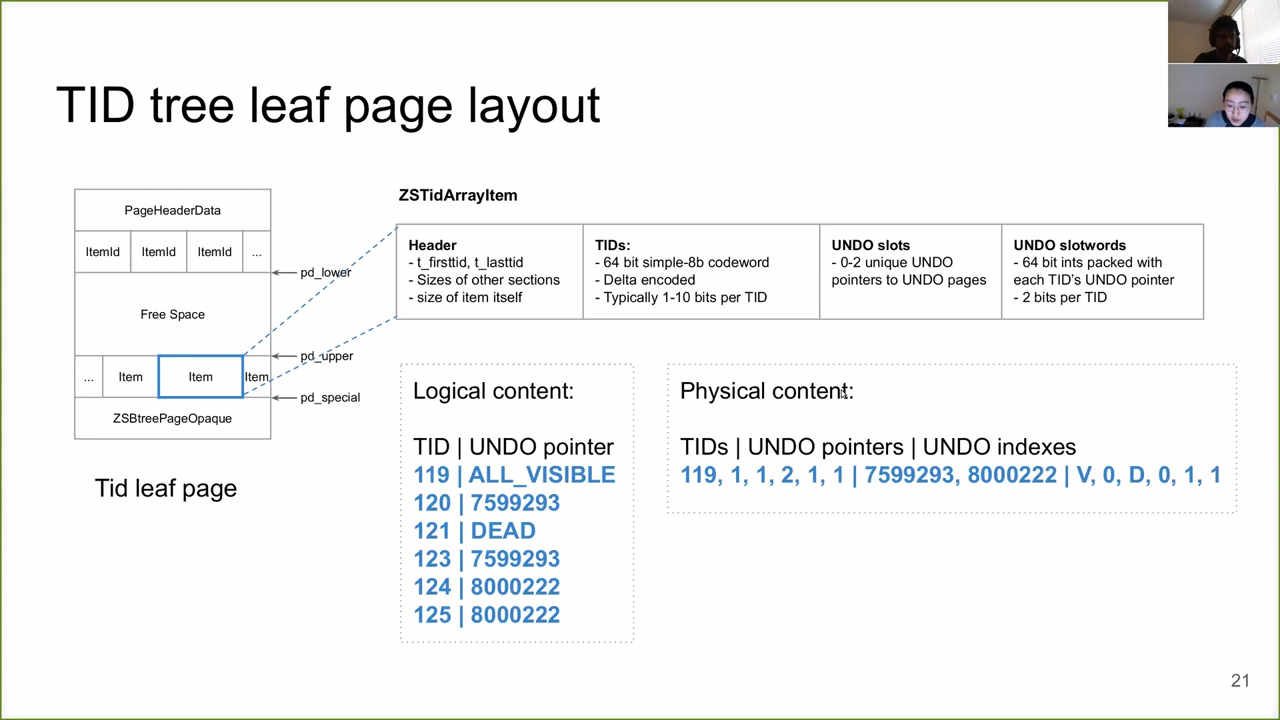 TID tree leaf page layout
PageHeaderData
ItemId ItemId ItemId ...
pd_lower
Free Space
pd_upper
... Item Item Item
pd_special
ZSBtreePageOpaque
Tid leaf page
ZSTidArrayItem
Header
- t_firsttid, t_lasttid
- Sizes of other sections
- size of item itself
TIDs:
- 64 bit simple-8b codeword
- Delta encoded
- Typically 1-10 bits per TID
UNDO slots
- 0-2 unique UNDO
pointers to UNDO pages
UNDO slotwords
- 64 bit ints packed with
each TID's UNDO pointer
- 2 bits per TID
Logical content:
TID | UNDO pointer
119 | ALL_VISIBLE
120 | 7599293
121 | DEAD
123 | 7599293
124 | 8000222
125 | 8000222
Physical content:
TIDs | UNDO pointers | UNDO indexes
119, 1, 1, 2, 1, 1 | 7599293, 8000222 | V, 0, D, 0, 1, 1
21